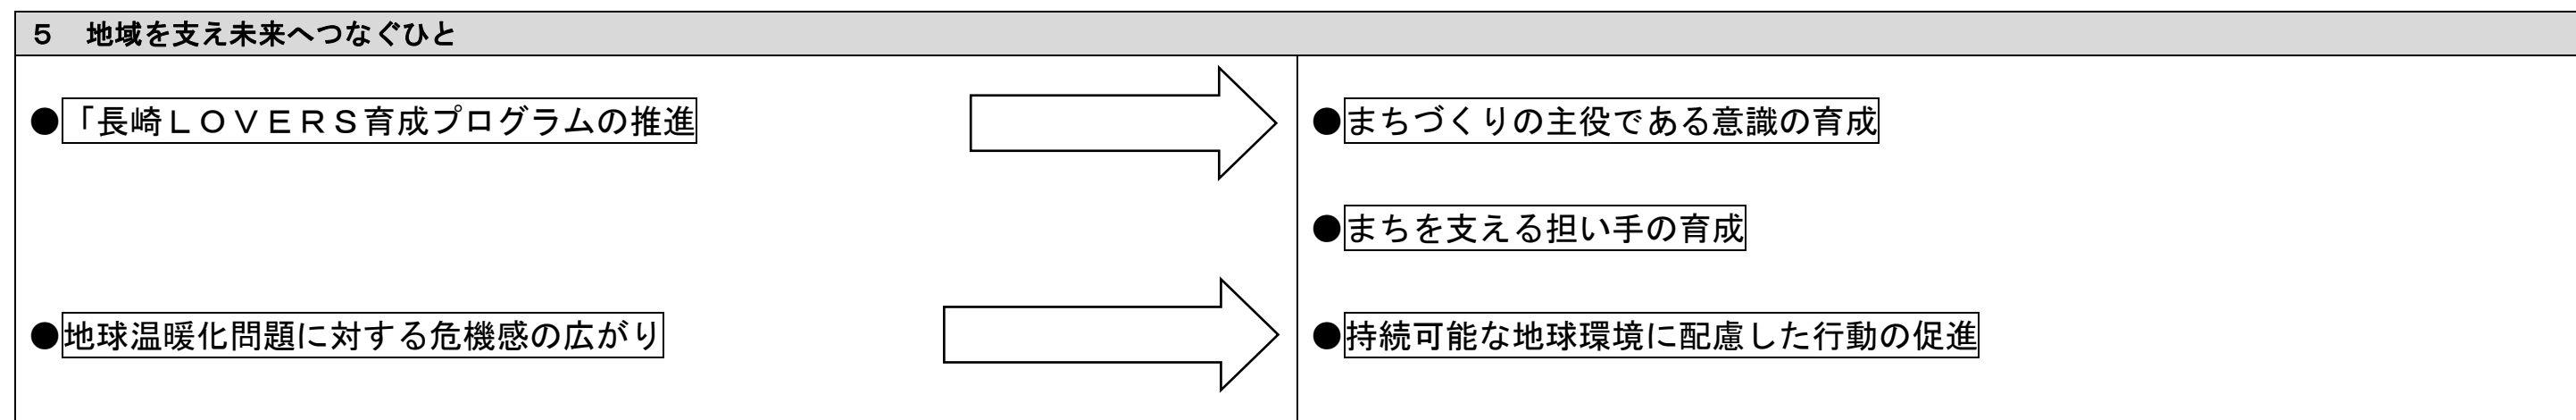 ５　地域を支え未来へつなぐひと
●「長崎ＬＯＶＥＲＳ育成プログラムの推進
●まちづくりの主役である意識の育成
●まちを支える担い手の育成
●地球温暖化問題に対する危機感の広がり
●持続可能な地球環境に配慮した行動の促進